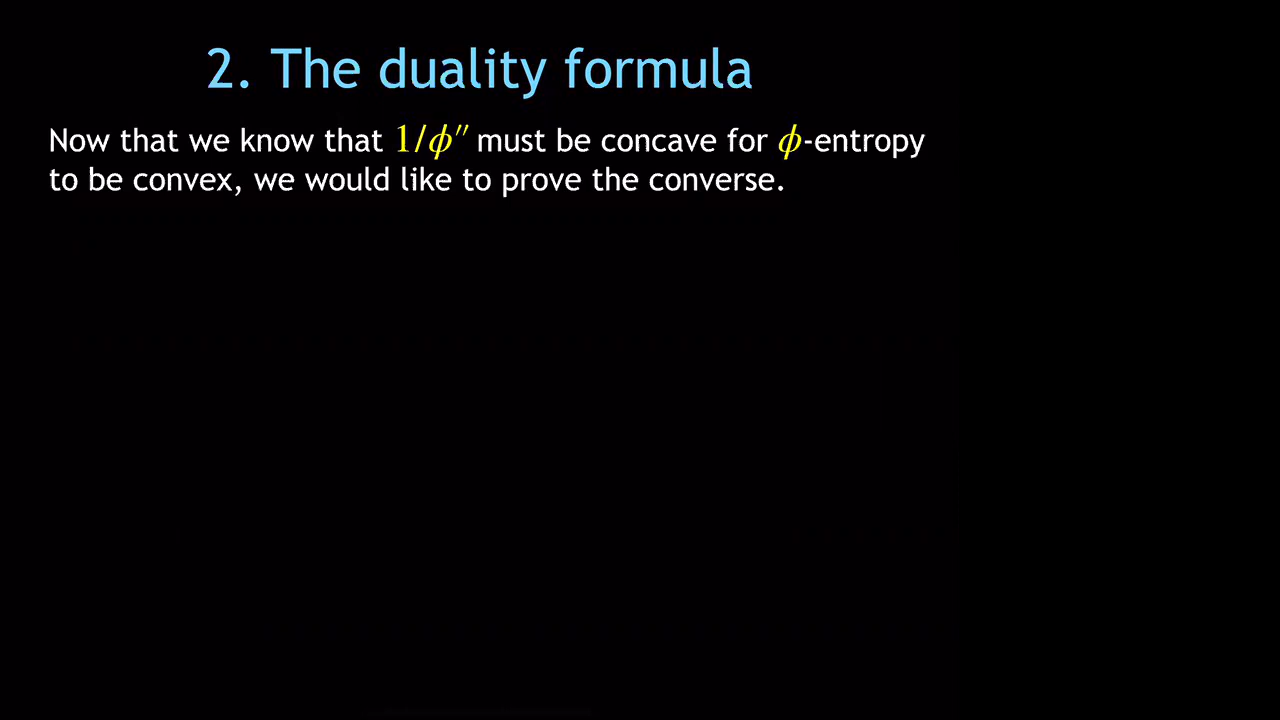 2. The duality formula
Now that we know that 1/ϕ″ must be concave for ϕ-entropy
to be convex, we would like to prove the converse.